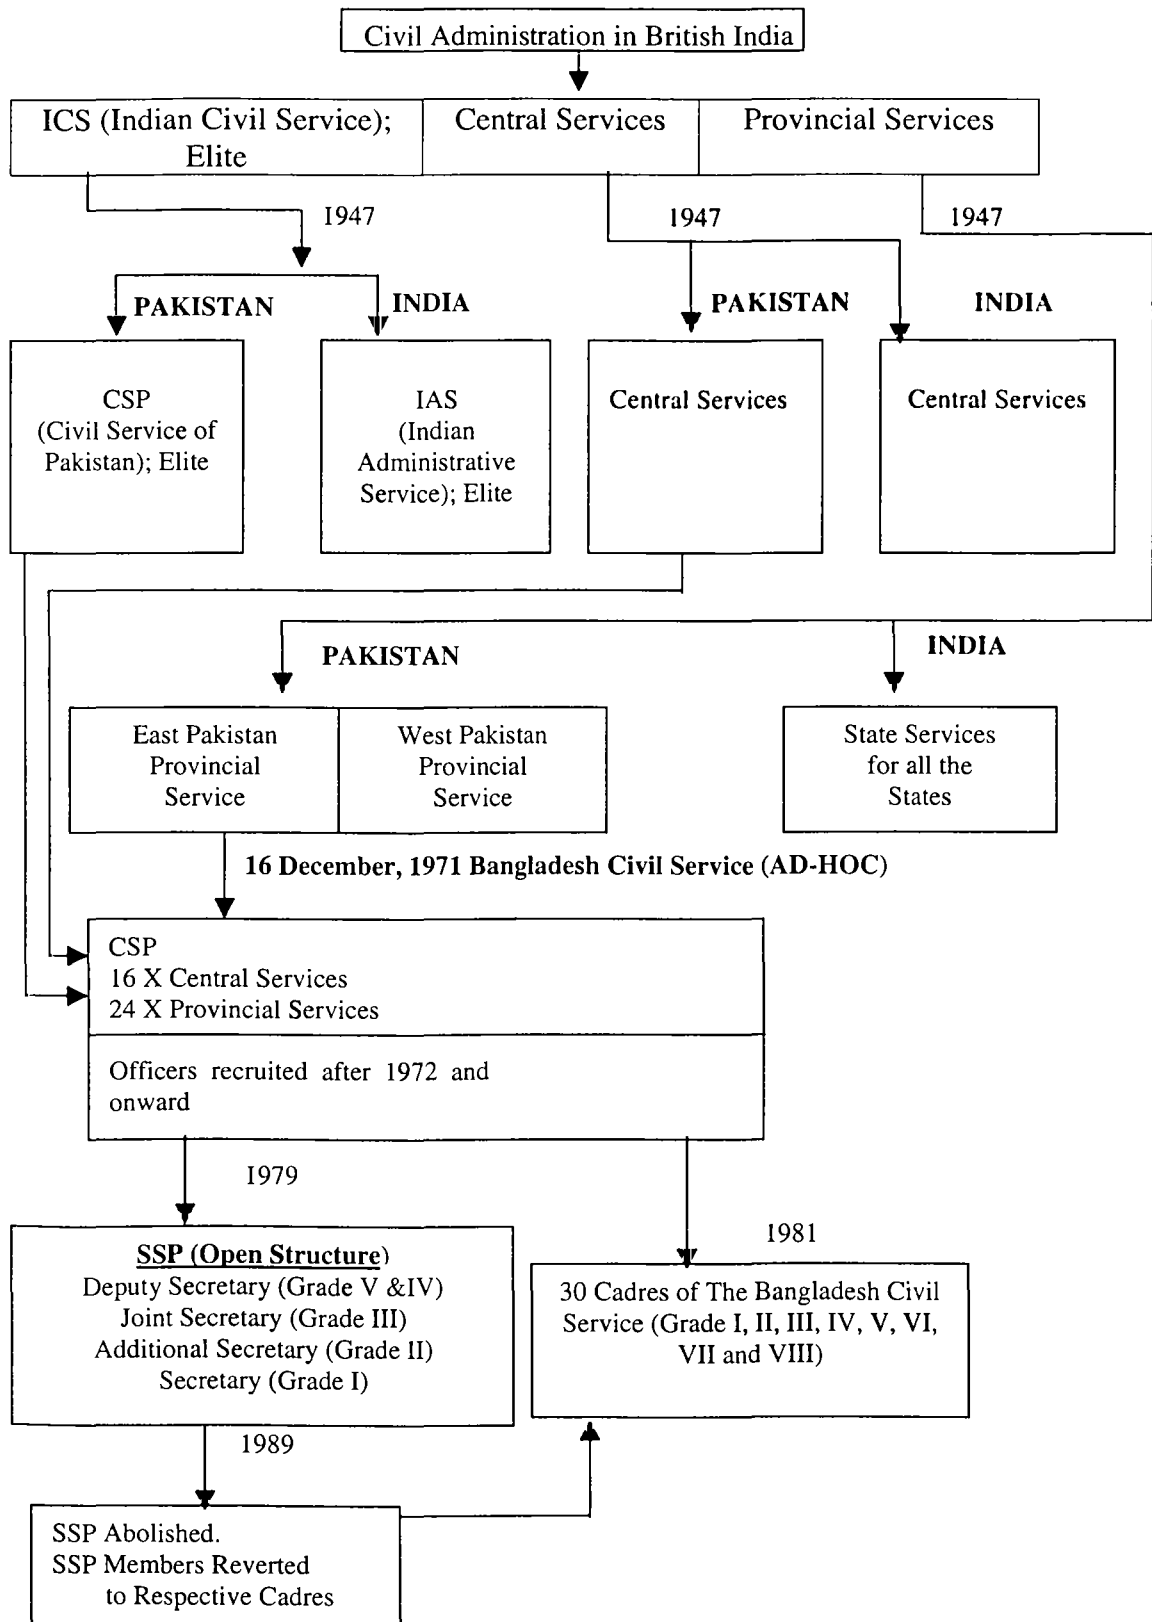 Civil Administration in British India
ICS (Indian Civil Service);
Elite
Central Services
Provincial Services
1947
1947
1947
PAKISTAN
INDIA
PAKISTAN
INDIA
CSP
(Civil Service of
Pakistan); Elite
IAS
(Indian
Administrative
Service); Elite
Central Services
Central Services
PAKISTAN
INDIA
East Pakistan
Provincial
Service
West Pakistan
Provincial
Service
State Services
for all the
States
16 December, 1971 Bangladesh Civil Service (AD-HOC)
CSP
16 X Central Services
24 X Provincial Services
Officers recruited after 1972 and
onward
1979
1981
SSP (Open Structure)
Deputy Secretary (Grade V &IV)
Joint Secretary (Grade III)
Additional Secretary (Grade II)
Secretary (Grade I)
30 Cadres of The Bangladesh Civil
Service (Grade I, II, III, IV, V, VI,
VII and VIII)
1989
SSP Abolished.
SSP Members Reverted
to Respective Cadres